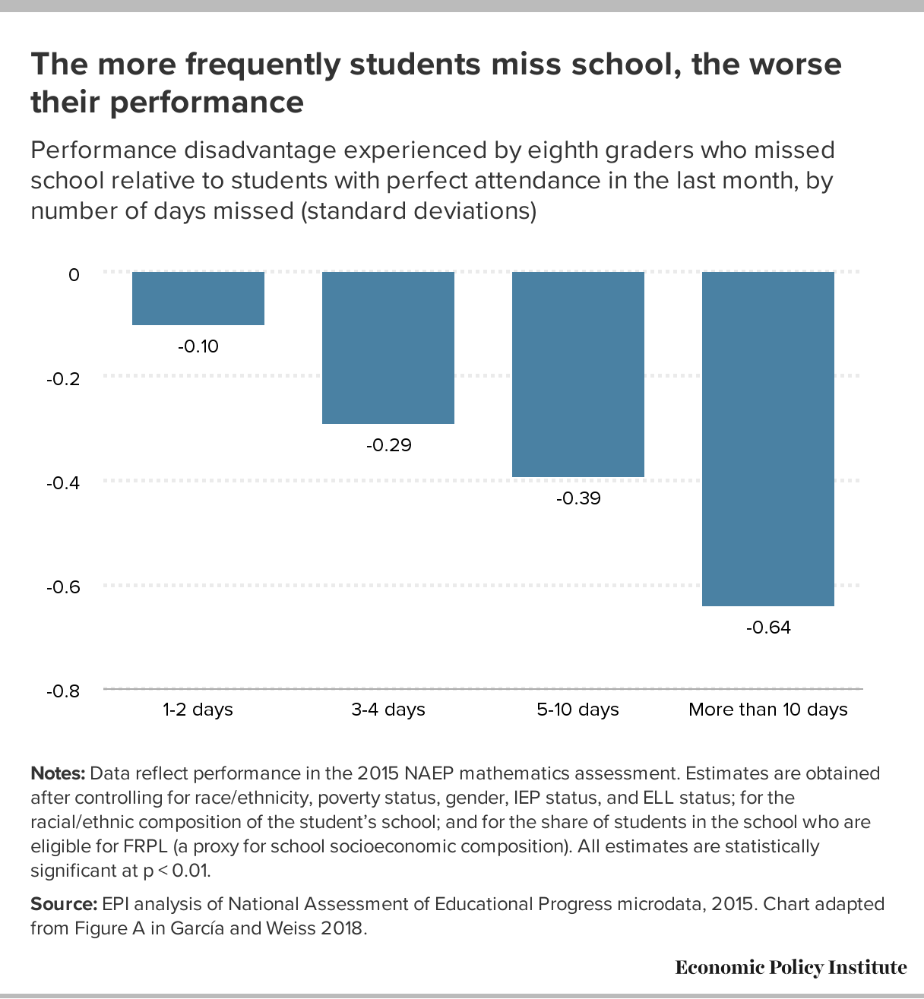 The more frequently students miss school, the worse
their performance
Performance disadvantage experienced by eighth graders who missed
school relative to students with perfect attendance in the last month, by
number of days missed (standard deviations)
0
-0.10
-0.2
-0.29
-0.4
-0.39
-0.6
-0.64
-0.8
1-2 days 3-4 days 5-10 days More than 10 days
Notes: Data reflect performance in the 2015 NAEP mathematics assessment. Estimates are obtained
after controlling for race/ethnicity, poverty status, gender, IEP status, and ELL status; for the
racial/ethnic composition of the student’s school; and for the share of students in the school who are
eligible for FRPL (a proxy for school socioeconomic composition). All estimates are statistically
significant at p < 0.01.
Source: EPI analysis of National Assessment of Educational Progress microdata, 2015. Chart adapted
from Figure A in García and Weiss 2018.
Economic Policy Institute